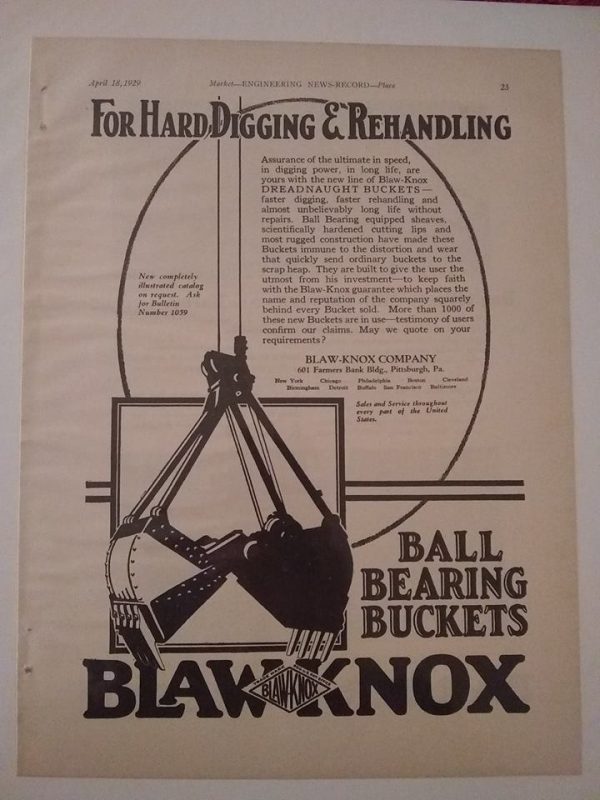 April 18, 1929 Market—ENGINEERING NEWS-RECORD—Place 23
FOR HARD DIGGING & REHANDLING
Assurance of the ultimate in speed,
in digging power, in long life, are
yours with the new line of Blaw-Knox
DREADNAUGHT BUCKETS—
faster digging, faster rehandling and
almost unbelievably long life without
repairs. Ball Bearing equipped sheaves,
scientifically hardened cutting lips and
most rugged construction have made these
Buckets immune to the distortion and wear
that quickly send ordinary buckets to the
scrap heap. They are built to give the user the
utmost from his investment—to keep faith
with the Blaw-Knox guarantee which places the
name and reputation of the company squarely
behind every Bucket sold. More than 1000 of
these new Buckets are in use—testimony of users
confirm our claims. May we quote on your
requirements?
New completely
illustrated catalog
on request. Ask
for Bulletin
Number 1059
BLAW-KNOX COMPANY
601 Farmers Bank Bldg., Pittsburgh, Pa.
New York Chicago Philadelphia Boston Cleveland
Birmingham Detroit Buffalo San Francisco Baltimore
Sales and Service throughout
every part of the United
States.
BALL
BEARING
BUCKETS
BLAW-KNOX
BLAW-KNOX